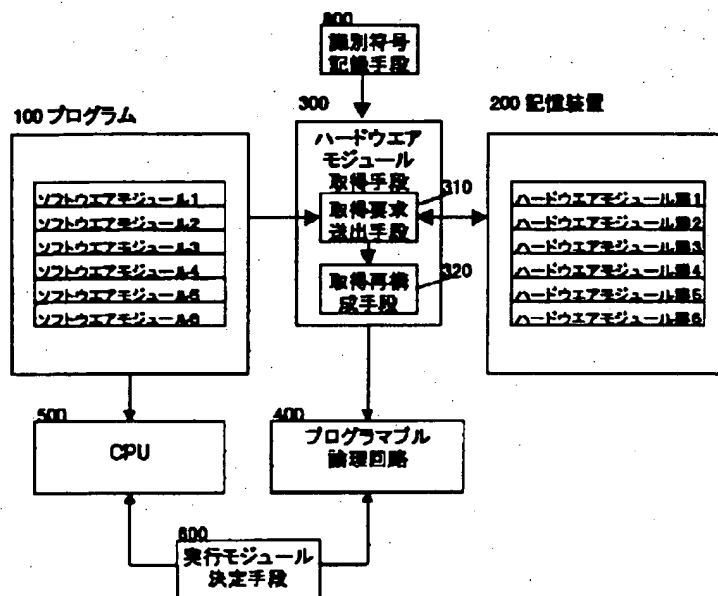 識別符号
記録手段
100 プログラム
300
200 記憶装置
ハードウエア
モジュール
取得手段
310
取得要求
送出手段
320
取得再構
成手段
ソフトウエアモジュール1
ソフトウエアモジュール2
ソフトウエアモジュール3
ソフトウエアモジュール4
ソフトウエアモジュール5
ソフトウエアモジュール6
ハードウエアモジュール群1
ハードウエアモジュール群2
ハードウエアモジュール群3
ハードウエアモジュール群4
ハードウエアモジュール群5
ハードウエアモジュール群6
500
CPU
400
プログラマブル
論理回路
600
実行モジュール
決定手段